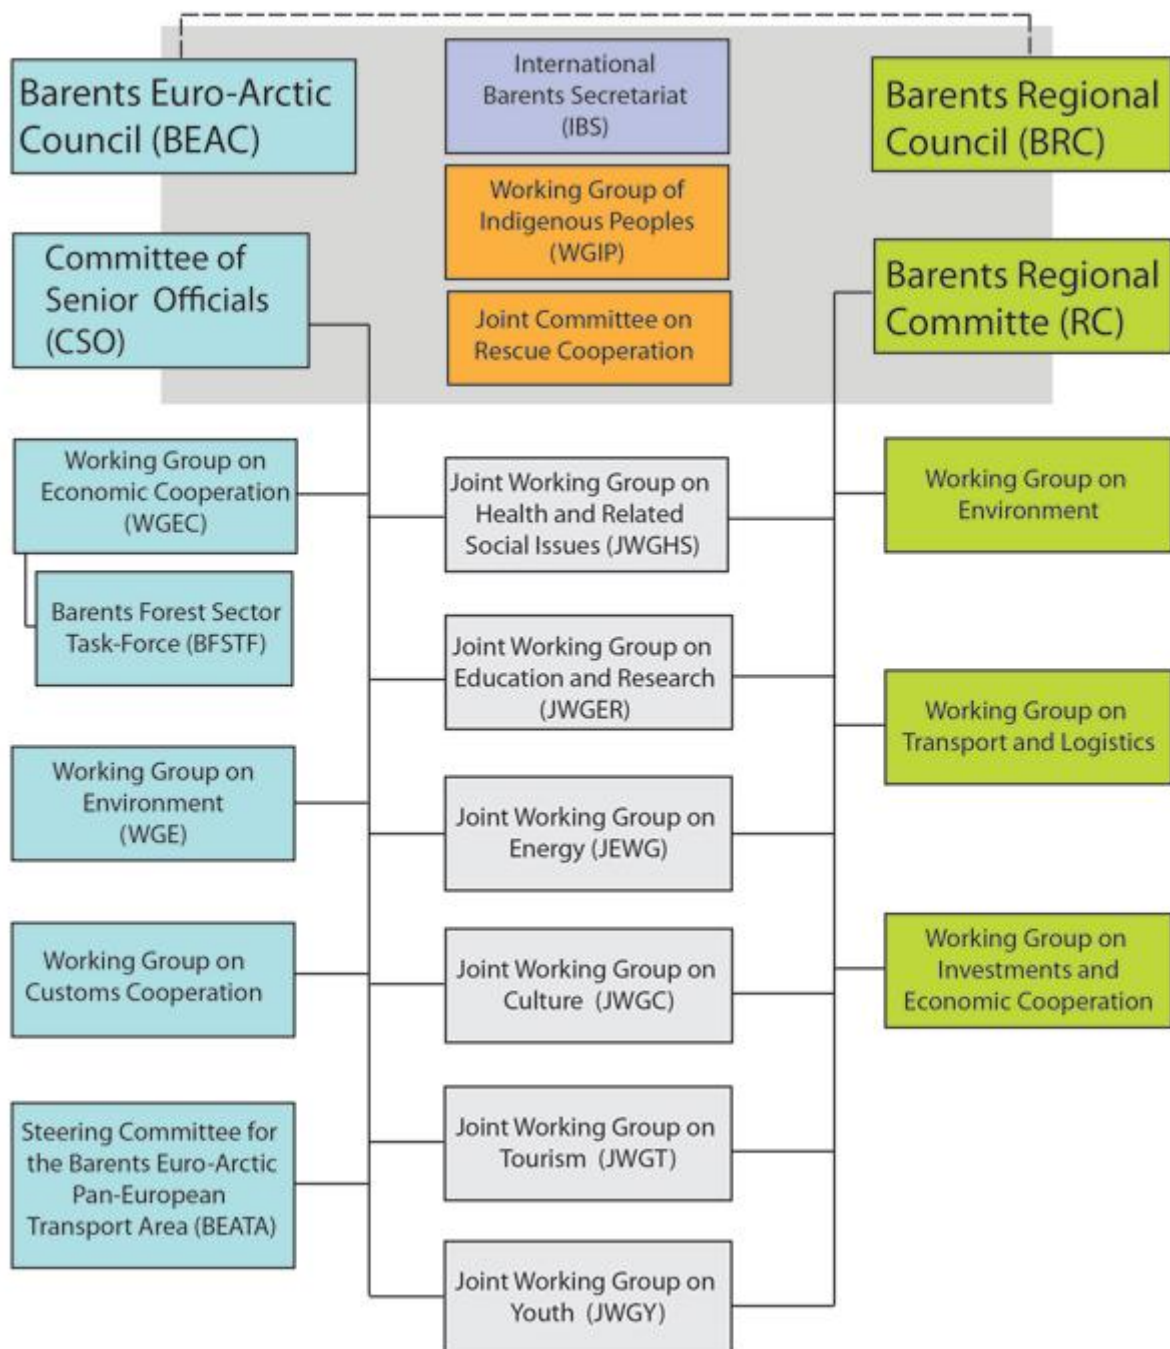 Barents Euro-Arctic
Council (BEAC)
International
Barents Secretariat
(IBS)
Barents Regional
Council (BRC)
Working Group of
Indigenous Peoples
(WGIP)
Committee of
Senior Officials
(CSO)
Joint Committee on
Rescue Cooperation
Barents Regional
Committe (RC)
Working Group on
Economic Cooperation
(WGEC)
Barents Forest Sector
Task-Force (BFSTF)
Working Group on
Environment
(WGE)
Working Group on
Customs Cooperation
Steering Committee for
the Barents Euro-Arctic
Pan-European
Transport Area (BEATA)
Joint Working Group on
Health and Related
Social Issues (JWGHS)
Joint Working Group on
Education and Research
(JWGER)
Joint Working Group on
Energy (JEWG)
Joint Working Group on
Culture (JWGC)
Joint Working Group on
Tourism (JWGT)
Joint Working Group on
Youth (JWGY)
Working Group on
Environment
Working Group on
Transport and Logistics
Working Group on
Investments and
Economic Cooperation